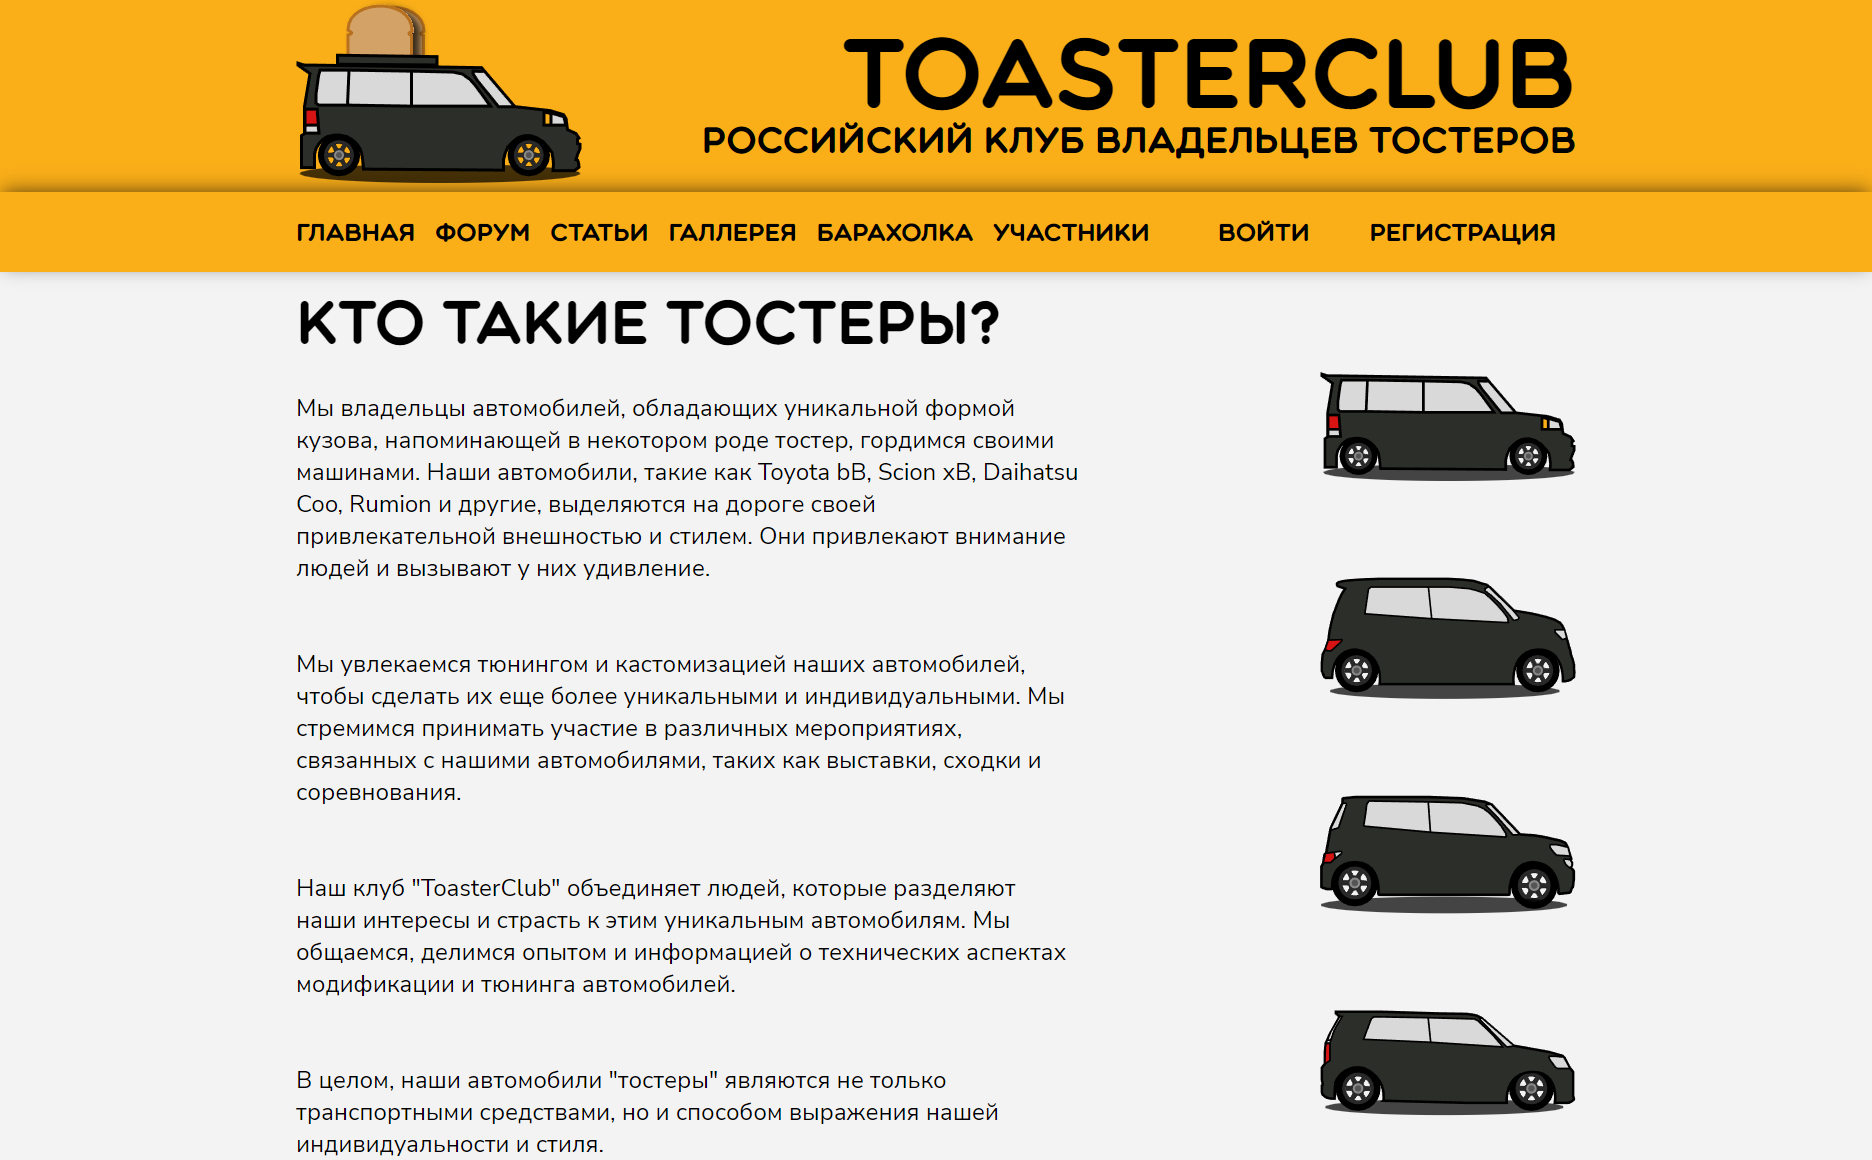 TOASTERCLUB
РОССИЙСКИЙ КЛУБ ВЛАДЕЛЬЦЕВ ТОСТЕРОВ
ГЛАВНАЯ ФОРУМ СТАТЬИ ГАЛЛЕРЕЯ БАРАХОЛКА УЧАСТНИКИ ВОЙТИ РЕГИСТРАЦИЯ
КТО ТАКИЕ ТОСТЕРЫ?
Мы владельцы автомобилей, обладающих уникальной формой
кузова, напоминающей в некотором роде тостер, гордимся своими
машинами. Наши автомобили, такие как Toyota bB, Scion xB, Daihatsu
Coo, Rumion и другие, выделяются на дороге своей
привлекательной внешностью и стилем. Они привлекают внимание
людей и вызывают у них удивление.
Мы увлекаемся тюнингом и кастомизацией наших автомобилей,
чтобы сделать их еще более уникальными и индивидуальными. Мы
стремимся принимать участие в различных мероприятиях,
связанных с нашими автомобилями, таких как выставки, сходки и
соревнования.
Наш клуб "ToasterClub" объединяет людей, которые разделяют
наши интересы и страсть к этим уникальным автомобилям. Мы
общаемся, делимся опытом и информацией о технических аспектах
модификации и тюнинга автомобилей.
В целом, наши автомобили "тостеры" являются не только
транспортными средствами, но и способом выражения нашей
индивидуальности и стиля.